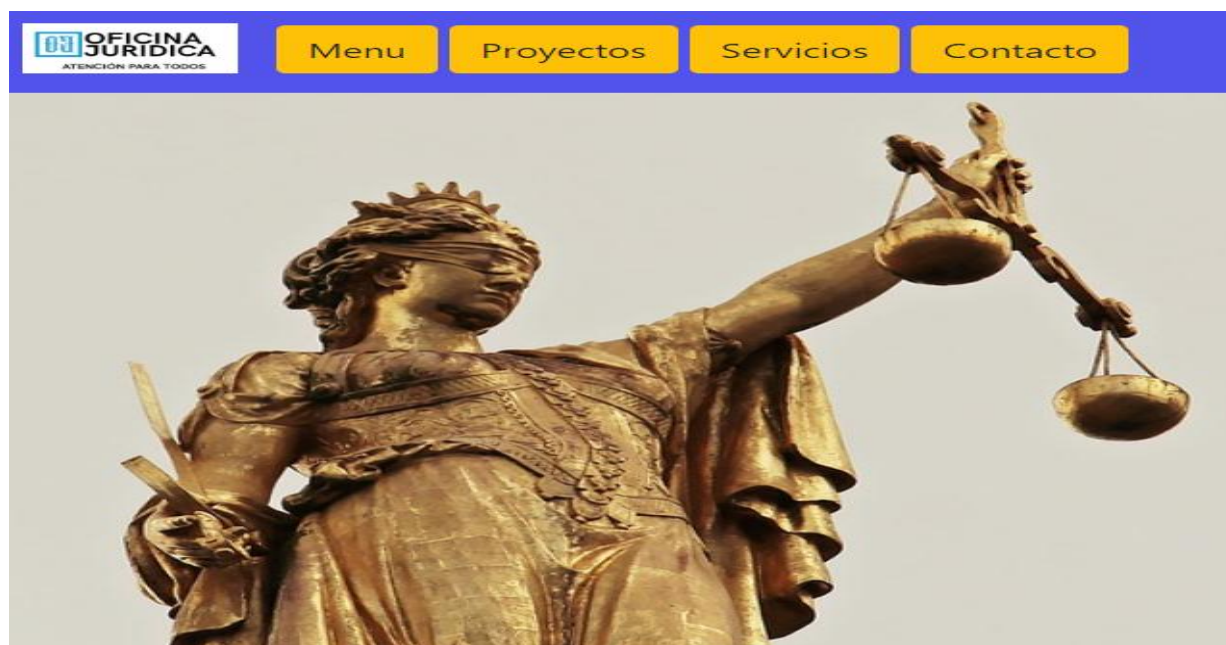 OFICINA
JURIDICA
ATENCIÓN PARA TODOS
Menu Proyectos Servicios Contacto